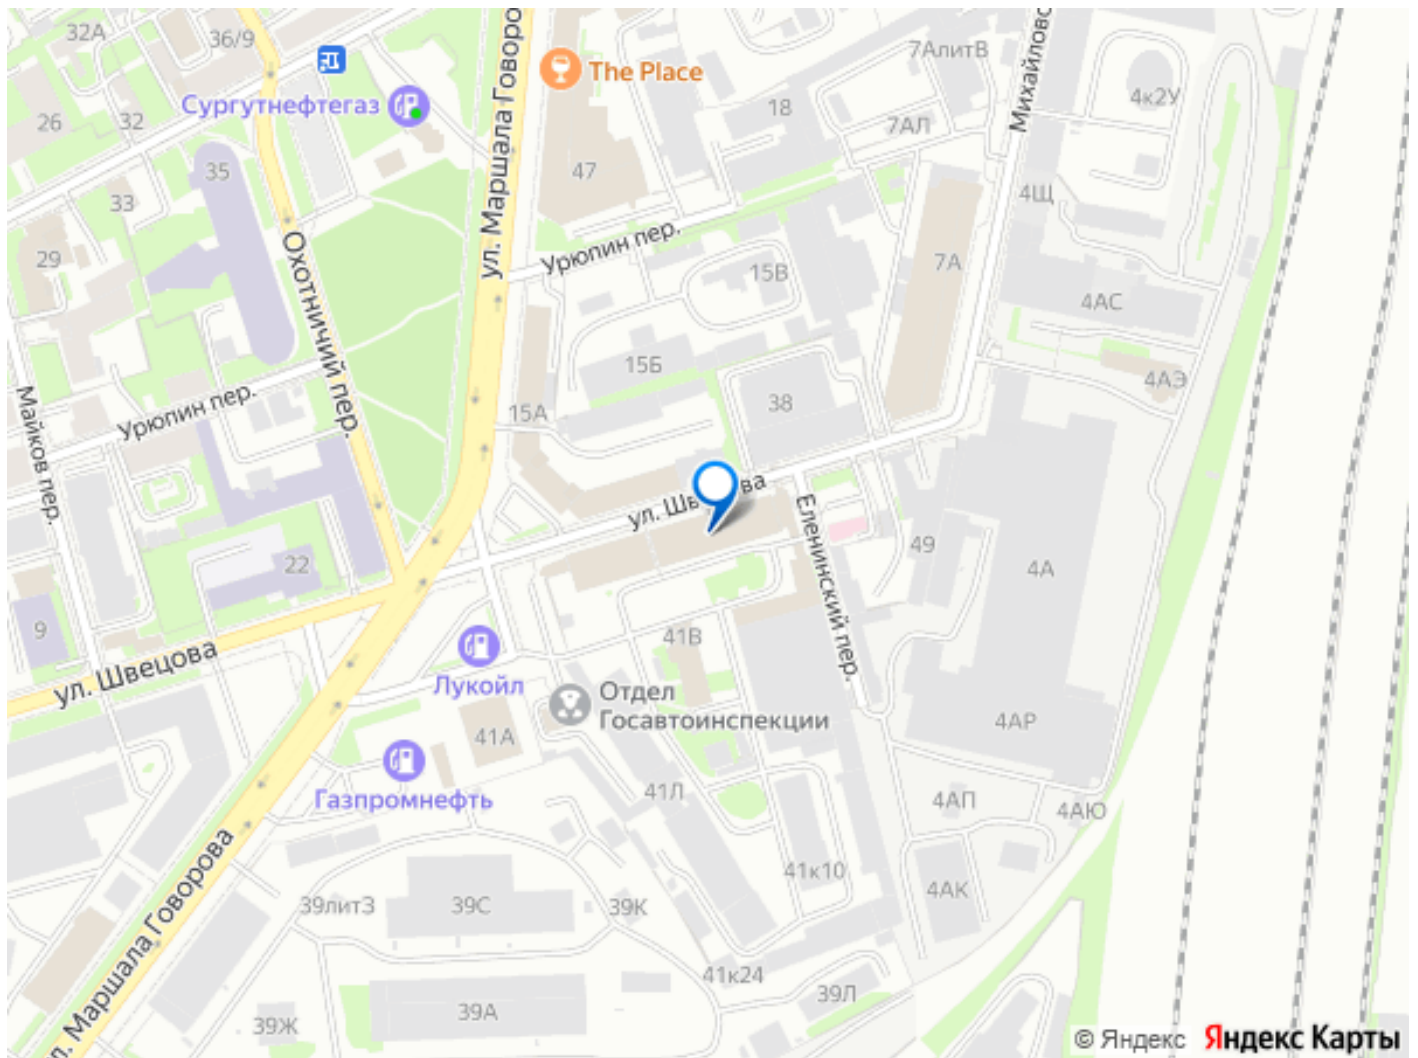 32А
36/9
Сургутнефтегаз
26
32
35
33
29
ул. Маршала Говоро
The Place
47
18
7АлитВ
7АЛ
Михайловс
4к2У
4Щ
Урюпин пер.
15В
7А
4АС
4АЭ
Охотничий пер.
Урюпин пер.
Майков пер.
15Б
15А
38
ул. Шв
ва
Еленинский пер.
49
4А
22
9
ул. Швецова
Лукойл
41В
Отдел
Госавтоинспекции
41А
Газпромнефть
41Л
4АР
4АП
4АЮ
41к10
4АК
39лит3
39С
39К
41к24
39Л
39А
39Ж
л. Маршала Говорова
© Яндекс Яндекс Карты